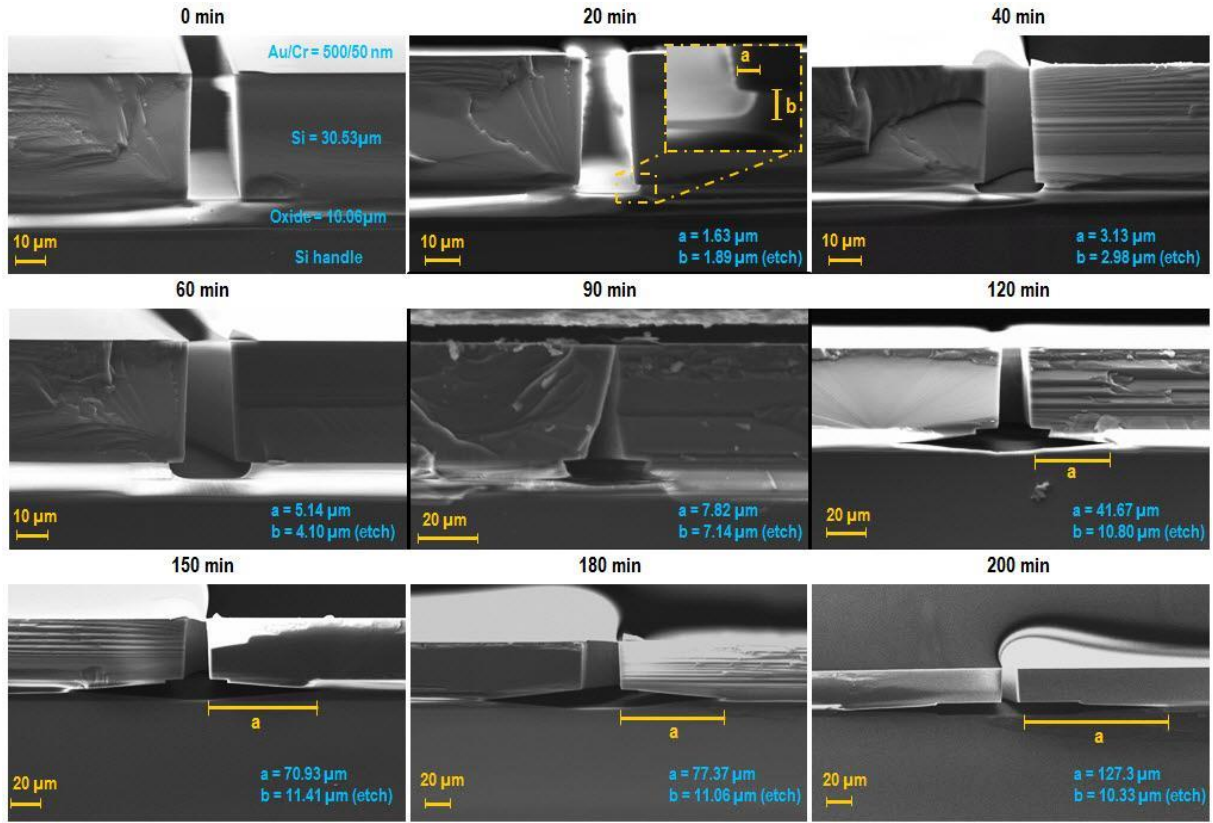 0 min
Au/Cr = 500/50 nm
Si = 30.53µm
Oxide = 10.06µm
10 µm
Si handle
20 min
a
b
10 µm
a = 1.63 µm
b = 1.89 µm (etch)
40 min
10 µm
a = 3.13 µm
b = 2.98 µm (etch)
60 min
10 µm
a = 5.14 µm
b = 4.10 µm (etch)
90 min
20 µm
a = 7.82 µm
b = 7.14 µm (etch)
120 min
a
20 µm
a = 41.67 µm
b = 10.80 µm (etch)
150 min
a
20 µm
a = 70.93 µm
b = 11.41 µm (etch)
180 min
a
20 µm
a = 77.37 µm
b = 11.06 µm (etch)
200 min
a
20 µm
a = 127.3 µm
b = 10.33 µm (etch)